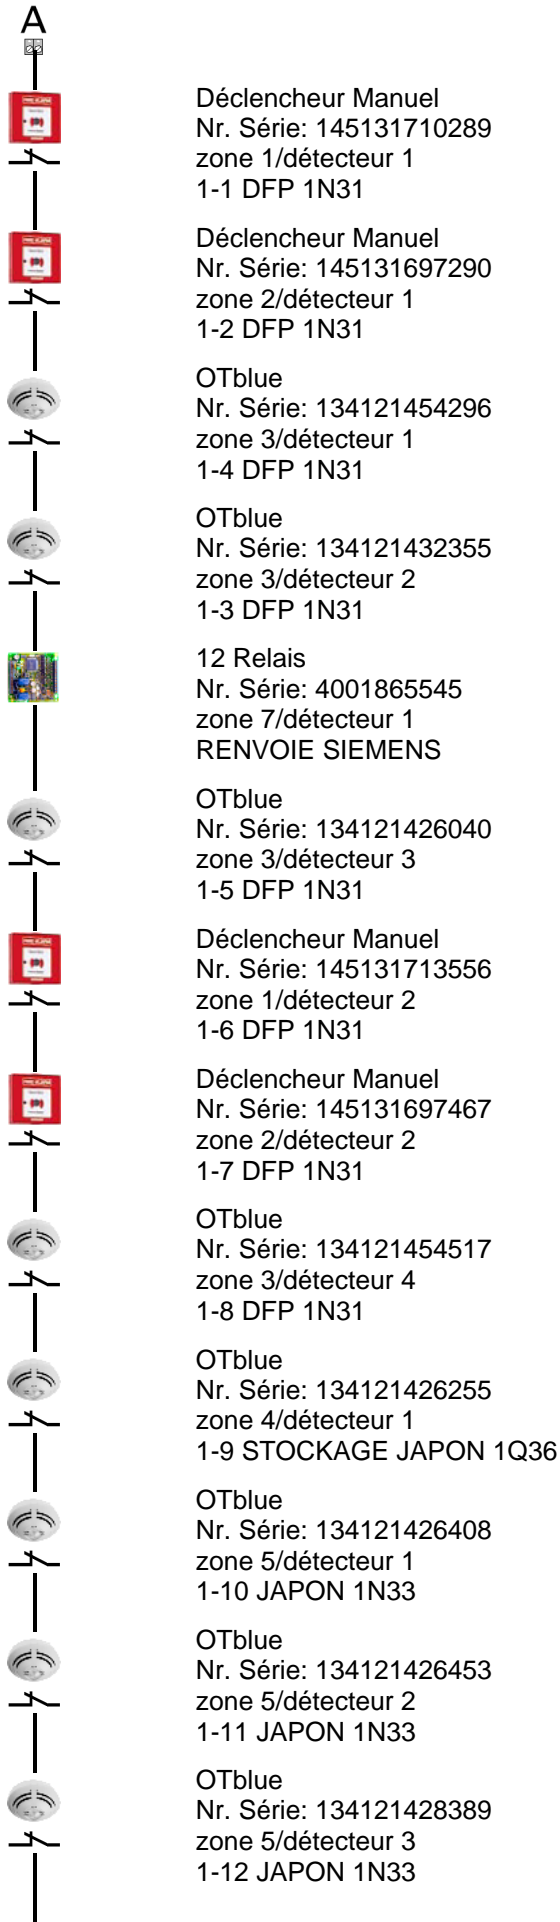 A
Déclencheur Manuel
Nr. Série: 145131710289
zone 1/détecteur 1
1-1 DFP 1N31
Déclencheur Manuel
Nr. Série: 145131697290
zone 2/détecteur 1
1-2 DFP 1N31
OTblue
Nr. Série: 134121454296
zone 3/détecteur 1
1-4 DFP 1N31
OTblue
Nr. Série: 134121432355
zone 3/détecteur 2
1-3 DFP 1N31
12 Relais
Nr. Série: 4001865545
zone 7/détecteur 1
RENVOIE SIEMENS
OTblue
Nr. Série: 134121426040
zone 3/détecteur 3
1-5 DFP 1N31
Déclencheur Manuel
Nr. Série: 145131713556
zone 1/détecteur 2
1-6 DFP 1N31
Déclencheur Manuel
Nr. Série: 145131697467
zone 2/détecteur 2
1-7 DFP 1N31
OTblue
Nr. Série: 134121454517
zone 3/détecteur 4
1-8 DFP 1N31
OTblue
Nr. Série: 134121426255
zone 4/détecteur 1
1-9 STOCKAGE JAPON 1Q36
OTblue
Nr. Série: 134121426408
zone 5/détecteur 1
1-10 JAPON 1N33
OTblue
Nr. Série: 134121426453
zone 5/détecteur 2
1-11 JAPON 1N33
OTblue
Nr. Série: 134121428389
zone 5/détecteur 3
1-12 JAPON 1N33